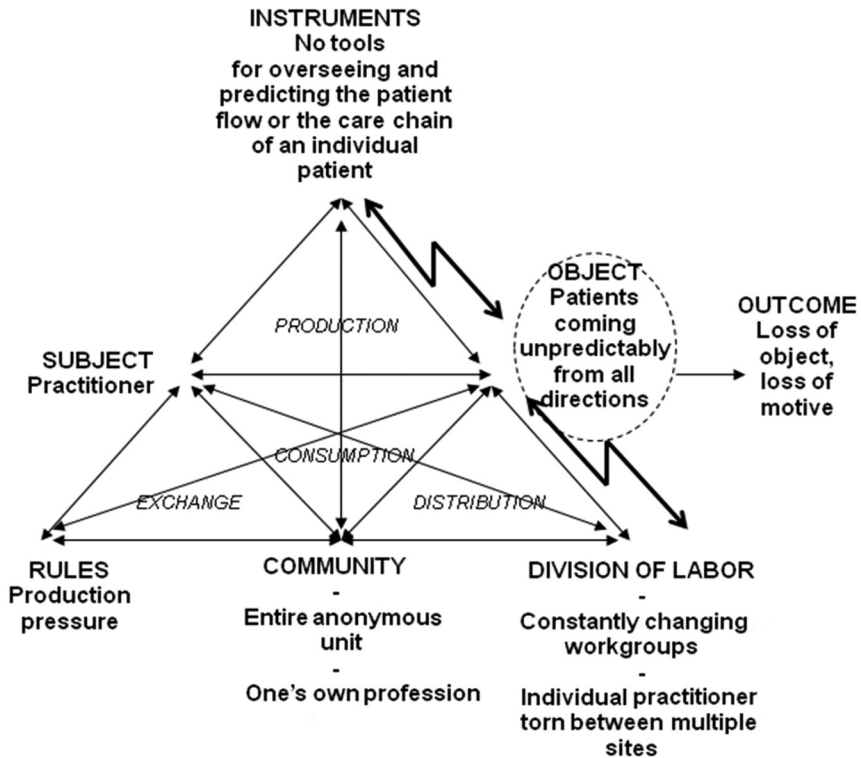 INSTRUMENTS
No tools
for overseeing and
predicting the patient
flow or the care chain
of an individual
patient
PRODUCTION
SUBJECT
Practitioner
OBJECT
Patients
coming
unpredictably
from all
directions
OUTCOME
Loss of
object,
loss of
motive
CONSUMPTION
EXCHANGE
DISTRIBUTION
RULES
Production
pressure
COMMUNITY
-
Entire anonymous
unit
-
One's own profession
DIVISION OF LABOR
-
Constantly changing
workgroups
-
Individual practitioner
torn between multiple
sites